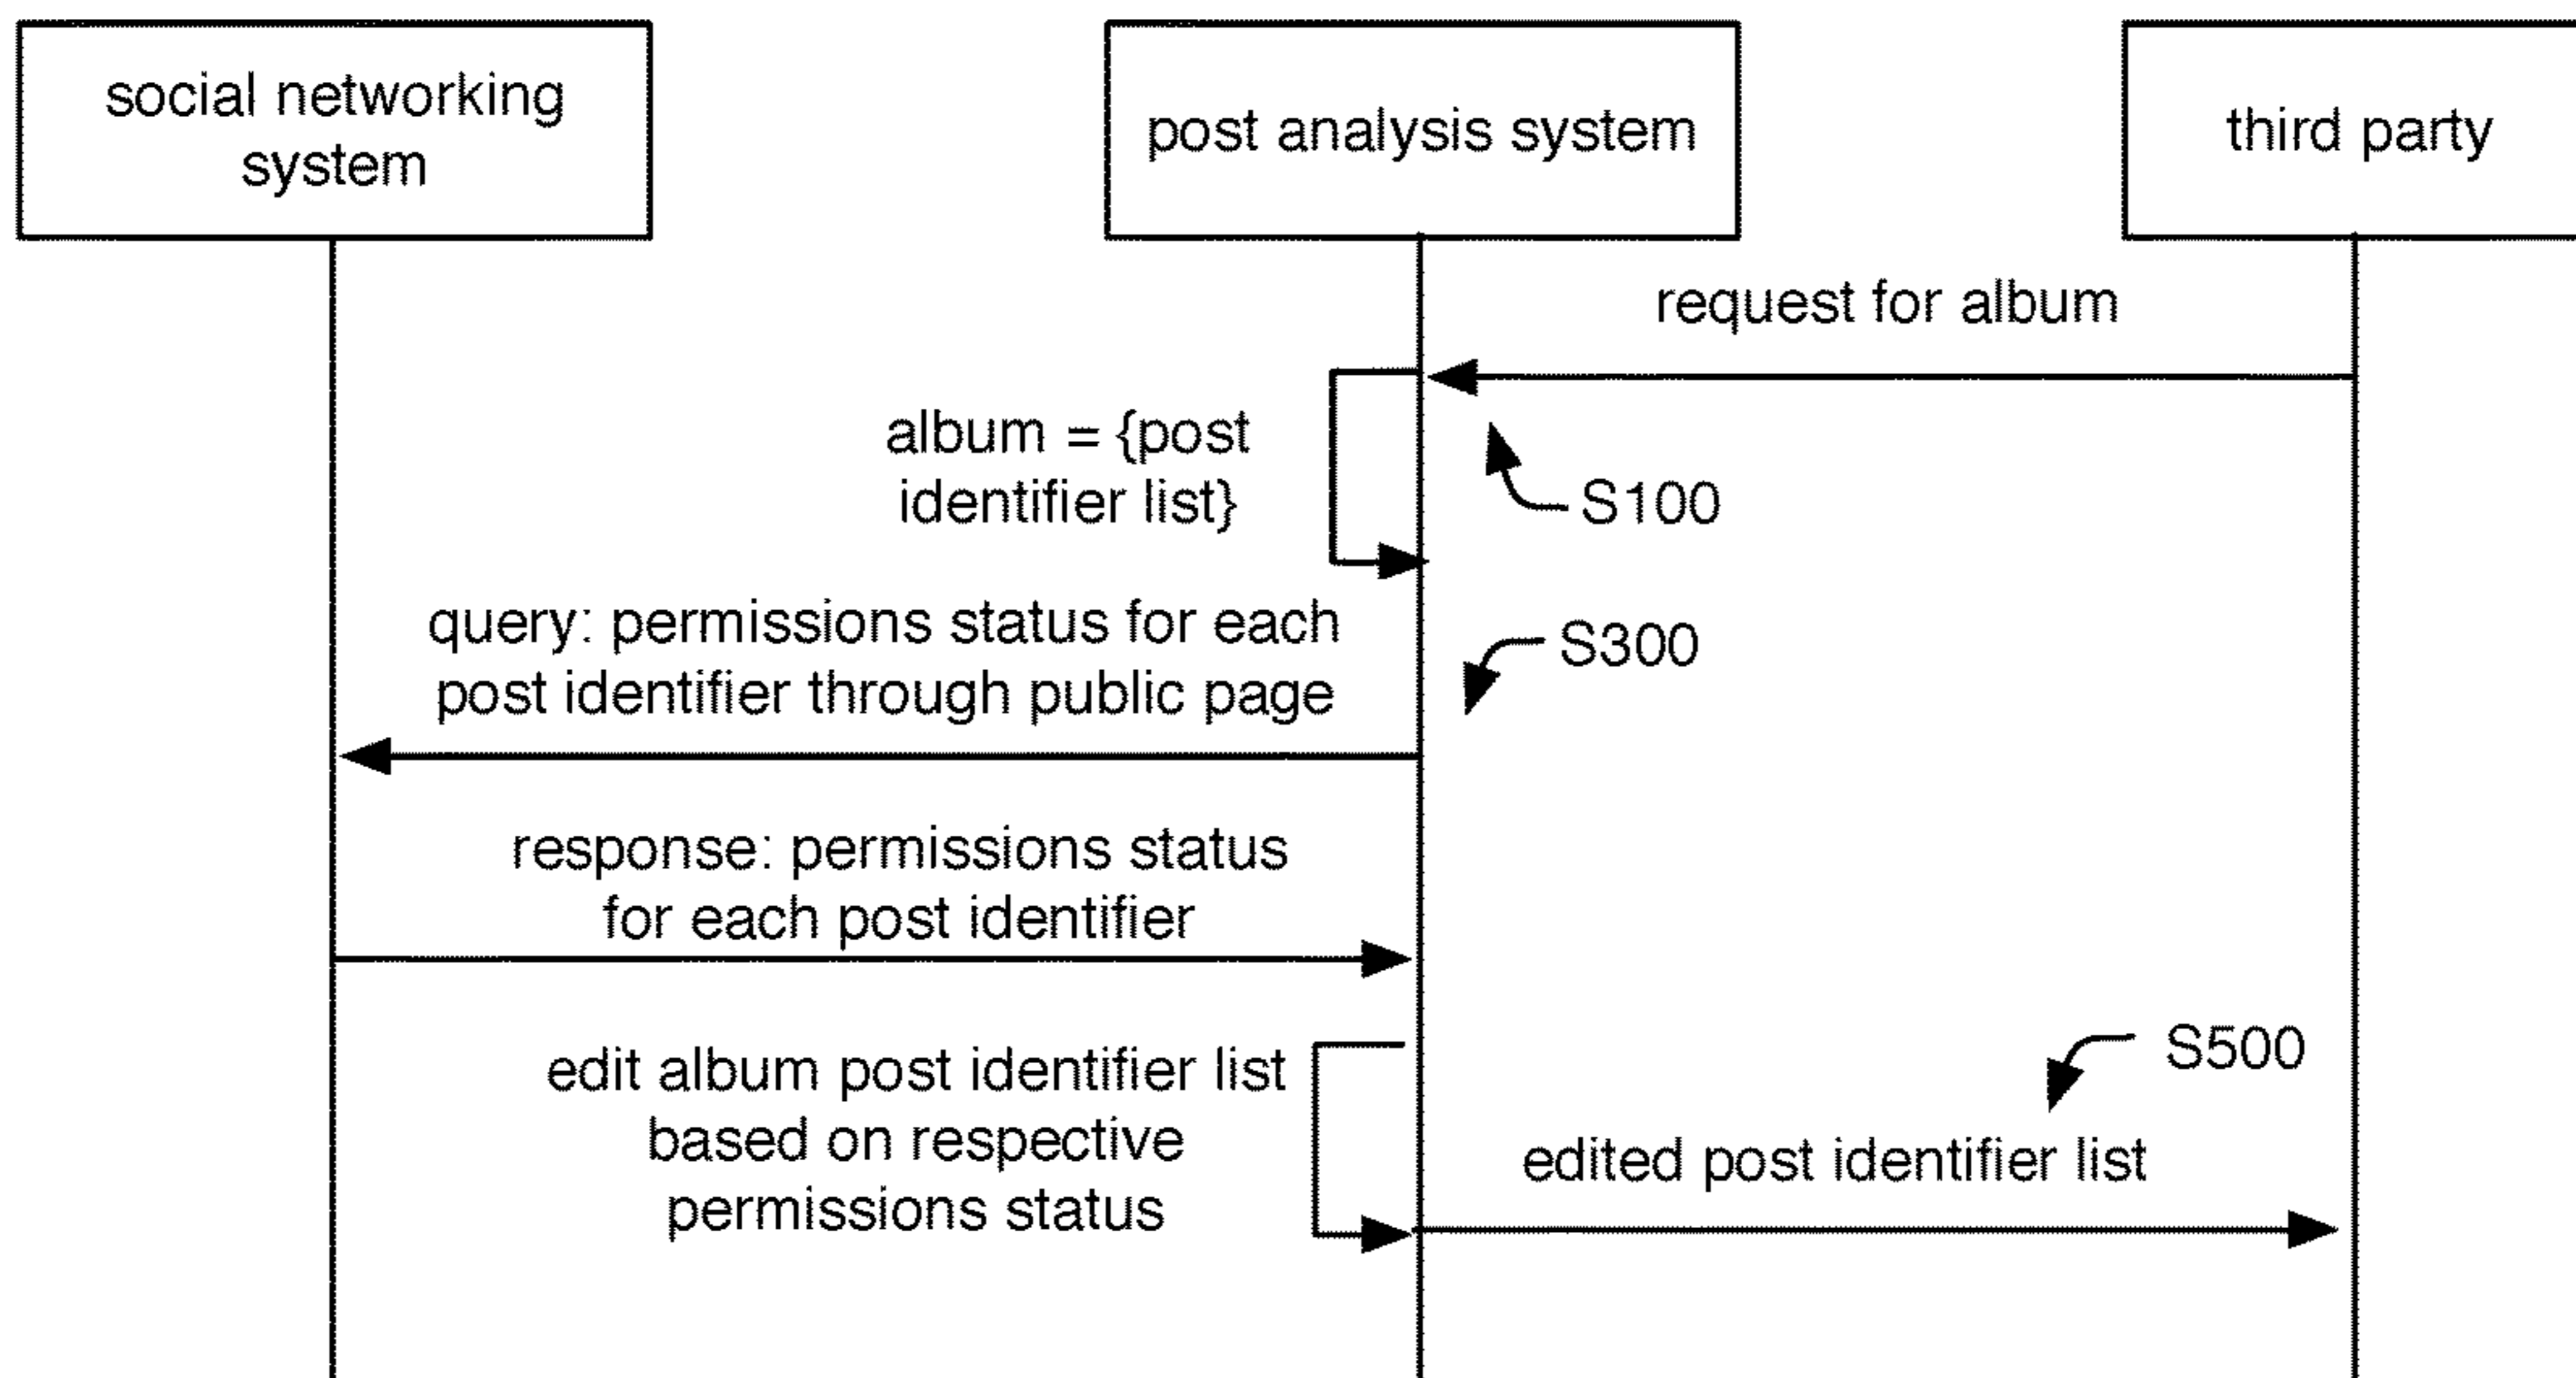 social networking
system
post analysis system
third party
request for album
album = {post
identifier list}
S100
query: permissions status for each
post identifier through public page
S300
response: permissions status
for each post identifier
edit album post identifier list
based on respective
permissions status
S500
edited post identifier list